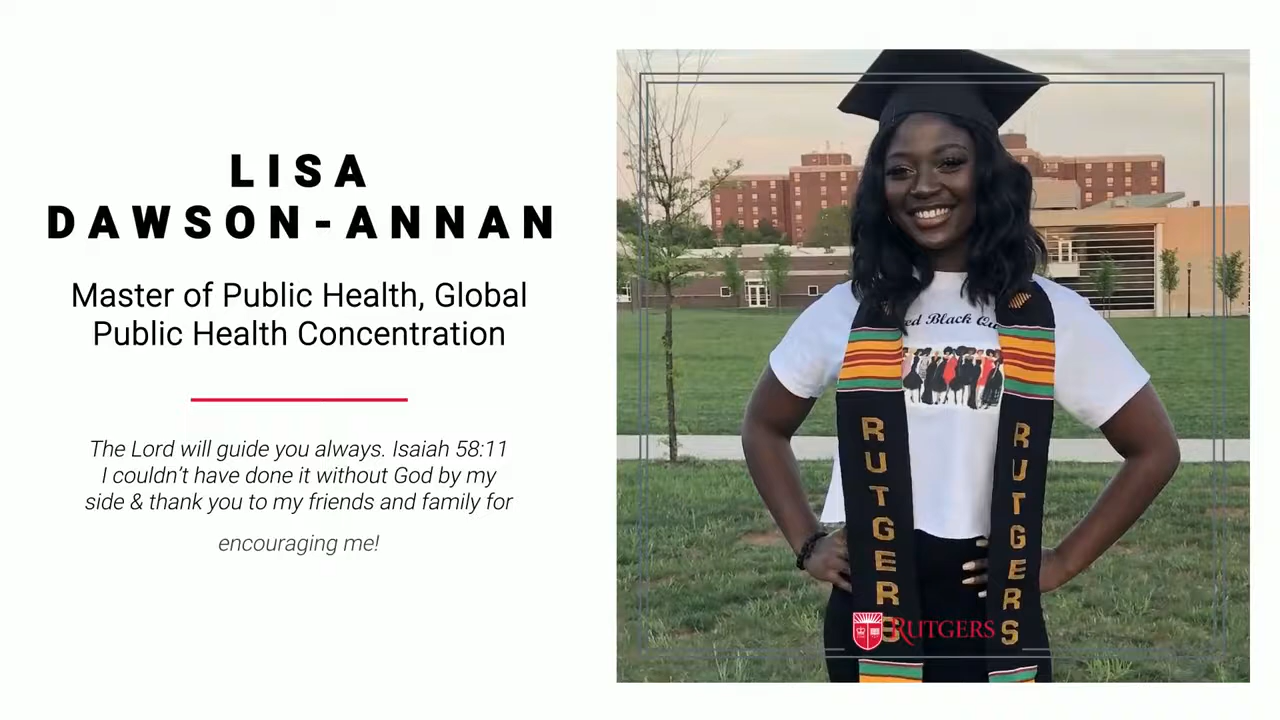 LISA
DAWSON-ANNAN
Master of Public Health, Global
Public Health Concentration
The Lord will guide you always. Isaiah 58:11
I couldn’t have done it without God by my
side & thank you to my friends and family for
encouraging me!
Black
RUTGERS
RUTGERS
RUTGERS